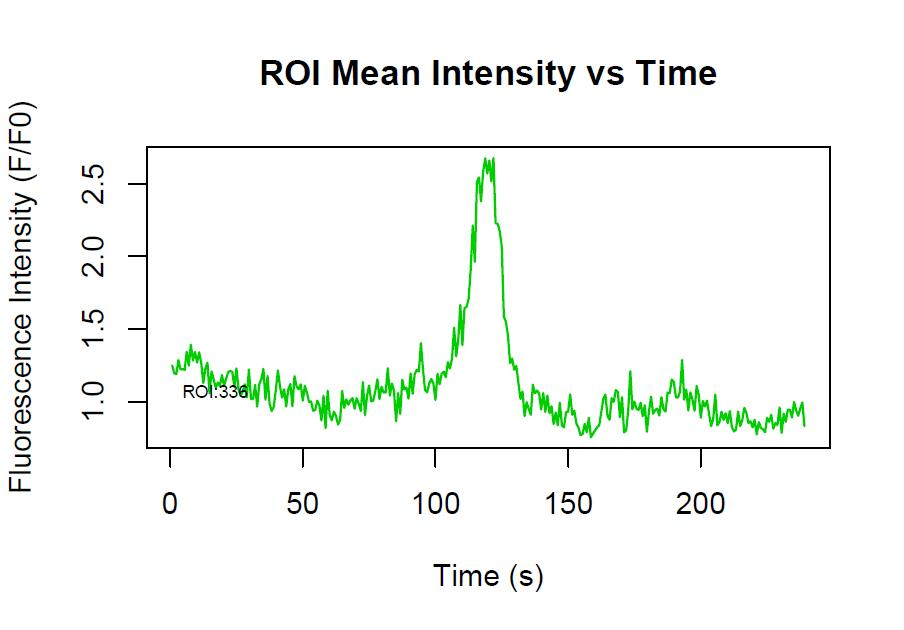 ROI Mean Intensity vs Time
Fluorescence Intensity (F/F0)
2.5
2.0
1.5
1.0
ROI:336
0 50 100 150 200
Time (s)